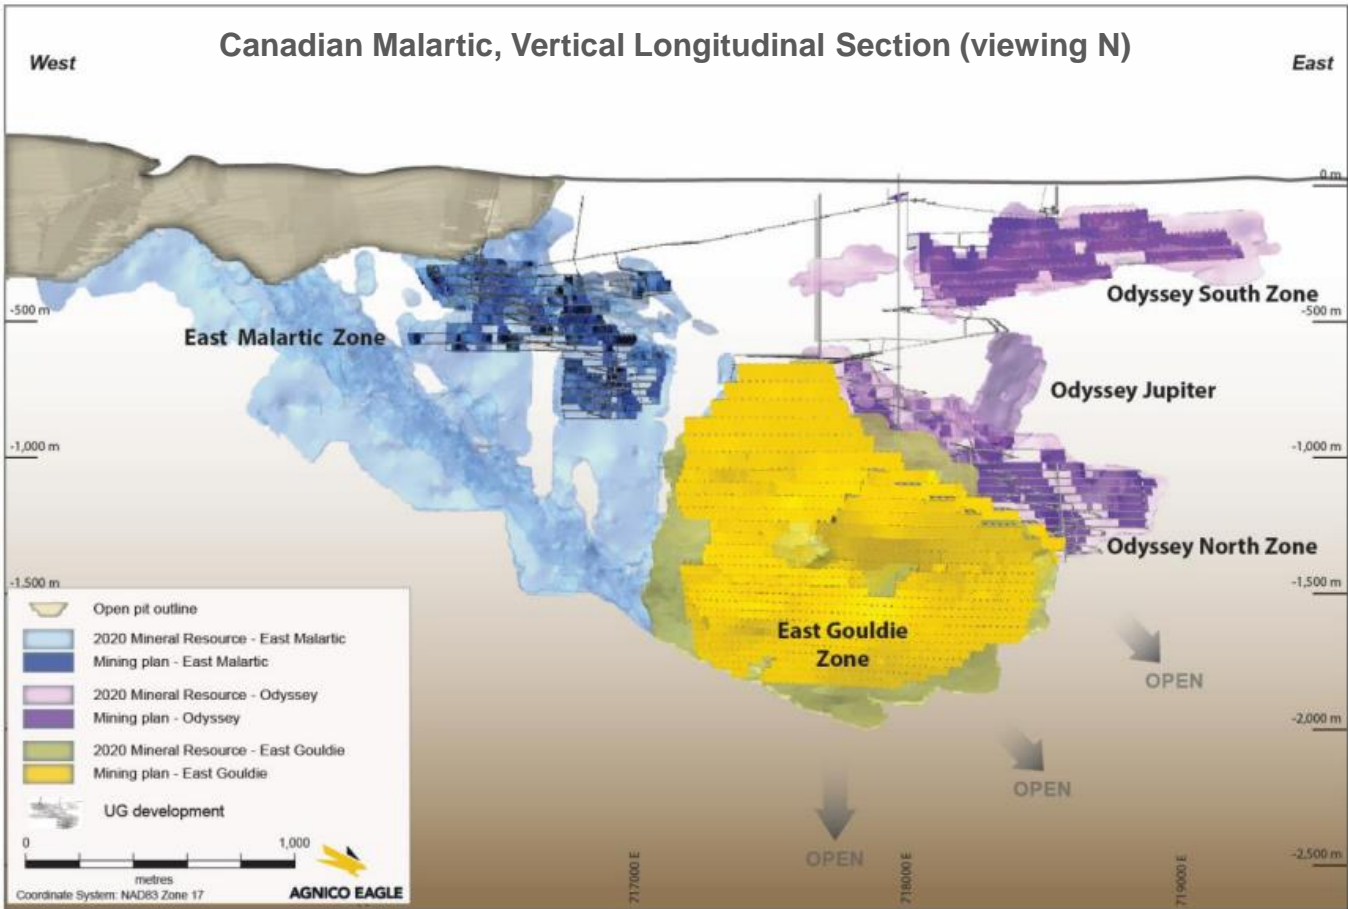 Canadian Malartic, Vertical Longitudinal Section (viewing N)
West
East
0 m
Odyssey South Zone
-500 m
-500 m
East Malartic Zone
Odyssey Jupiter
-1,000 m
-1,000 m
Odyssey North Zone
-1,500 m
-1,500 m
East Gouldie
Zone
OPEN
OPEN
OPEN
-2,000 m
-2,500 m
717000 E
718000 E
719000 E
Open pit outline
2020 Mineral Resource - East Malartic
Mining plan - East Malartic
2020 Mineral Resource - Odyssey
Mining plan - Odyssey
2020 Mineral Resource - East Gouldie
Mining plan - East Gouldie
UG development
0 1,000
metres
Coordinate System: NAD83 Zone 17
AGNICO EAGLE